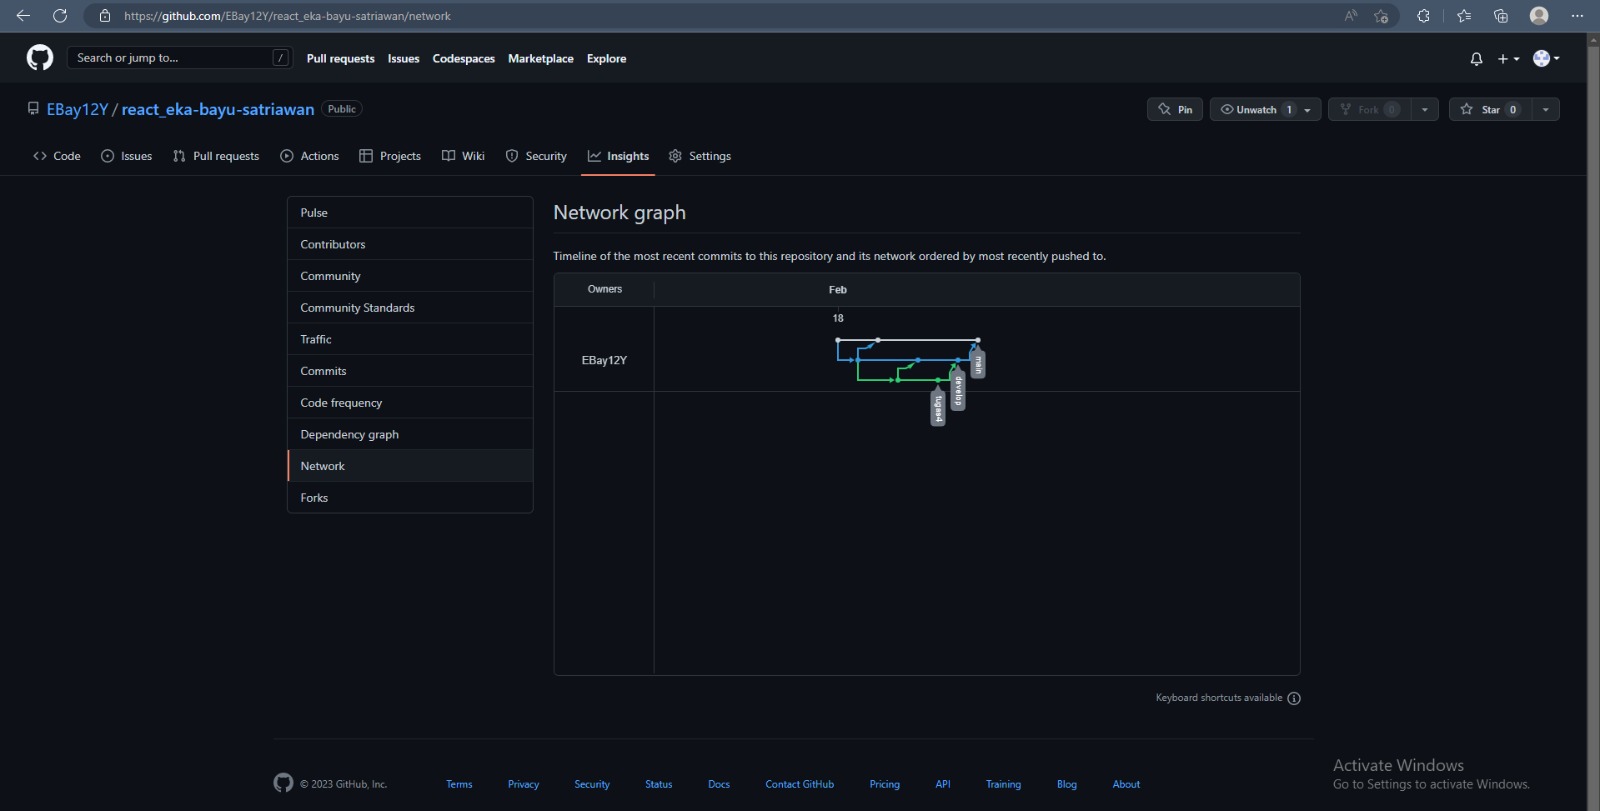 https://github.com/EBay12Y/react_eka-bayu-satriawan/network
Search or jump to... /
Pull requests Issues Codespaces Marketplace Explore
EBay12Y / react_eka-bayu-satriawan Public
Pin Unwatch 1 Fork 0 Star 0
Code Issues Pull requests Actions Projects Wiki Security Insights Settings
Pulse
Contributors
Community
Community Standards
Traffic
Commits
Code frequency
Dependency graph
Network
Forks
Network graph
Timeline of the most recent commits to this repository and its network ordered by most recently pushed to.
Owners Feb
18
EBay12Y
main
develop
tugas4
Keyboard shortcuts available
© 2023 GitHub, Inc. Terms Privacy Security Status Docs Contact GitHub Pricing API Training Blog About
Activate Windows
Go to Settings to activate Windows.